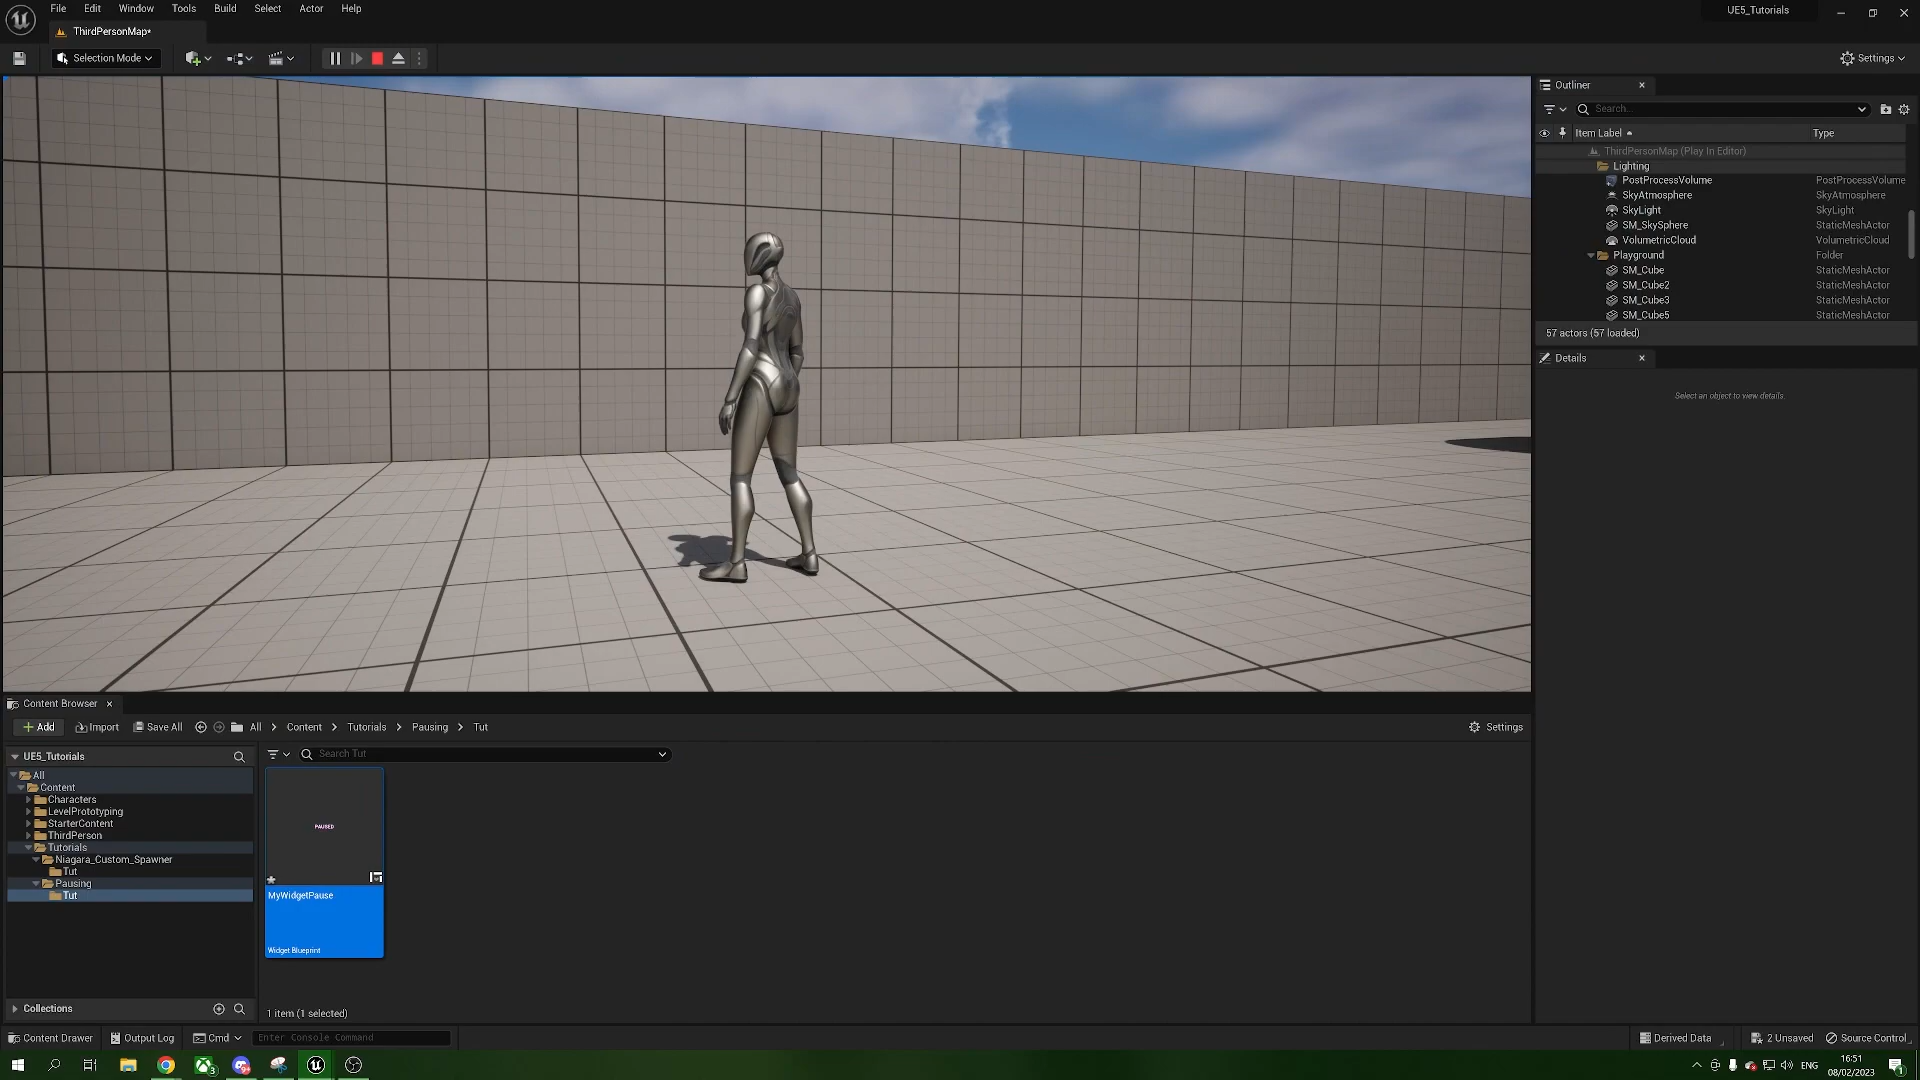 File Edit Window Tools Build Select Actor Help
UE5_Tutorials
ThirdPersonMap*
Selection Mode
Settings
Outliner
Search...
Item Label Type
ThirdPersonMap (Play In Editor)
Lighting
PostProcessVolume PostProcessVolume
SkyAtmosphere SkyAtmosphere
SkyLight SkyLight
SM_SkySphere StaticMeshActor
VolumetricCloud VolumetricCloud
Playground Folder
SM_Cube StaticMeshActor
SM_Cube2 StaticMeshActor
SM_Cube3 StaticMeshActor
SM_Cube5 StaticMeshActor
57 actors (57 loaded)
Details
Select an object to view details.
Content Browser
Add Import Save All All Content Tutorials Pausing Tut Settings
UE5_Tutorials
Search Tut
All
Content
Characters
LevelPrototyping
StarterContent
ThirdPerson
Tutorials
Niagara_Custom_Spawner
Tut
Pausing
Tut
PAUSED
MyWidgetPause
Widget Blueprint
Collections
1 item (1 selected)
Content Drawer Output Log Cmd Enter Console Command Derived Data 2 Unsaved Source Control
ENG
16:51
08/02/2023